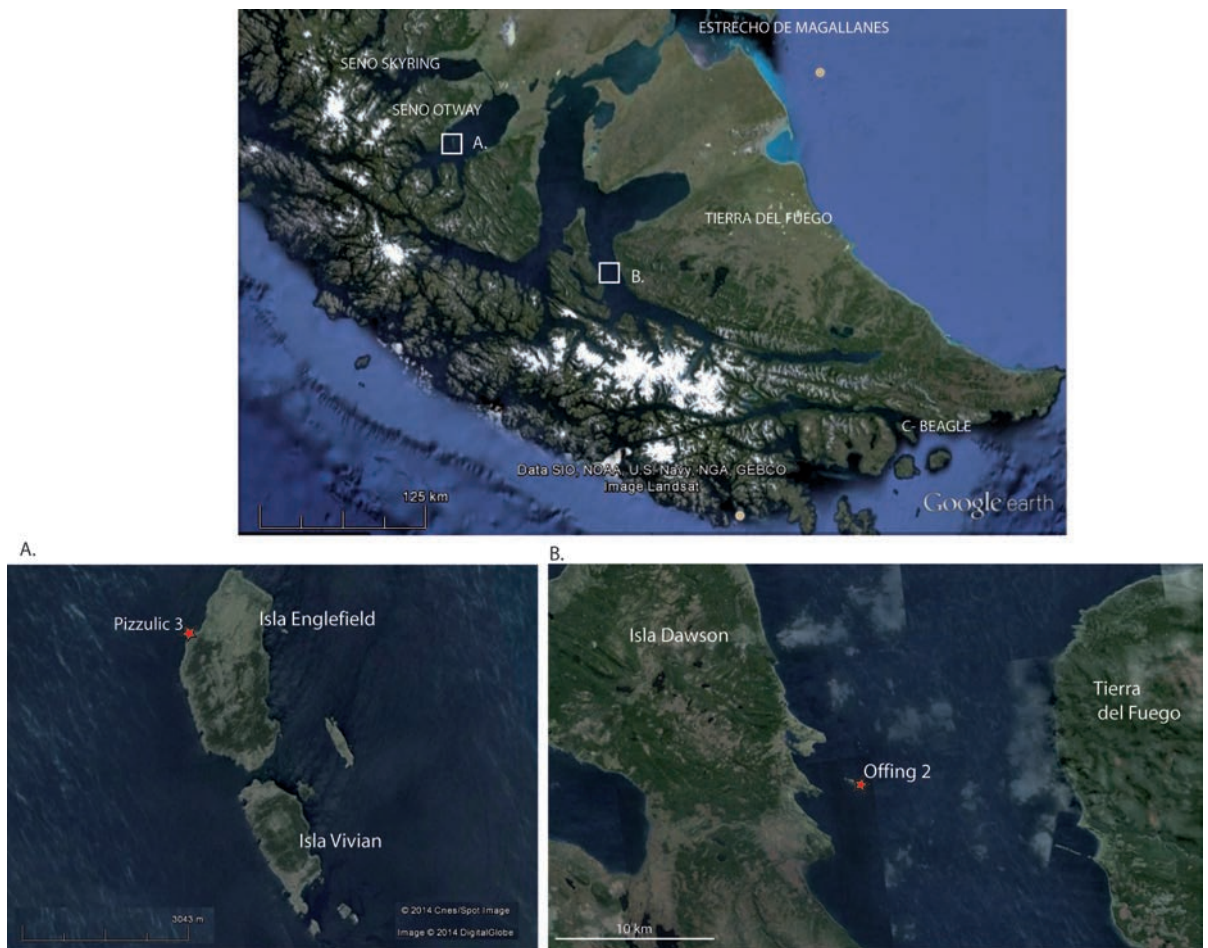 ESTRECHO DE MAGALLANES
SENO SKYRING
SENO OTWAY
A.
TIERRA DEL FUEGO
B.
C- BEAGLE
Data SIO, NOAA, U.S. Navy, NGA, GEBCO
Image Landsat
125 km
Google earth
A.
Pizzulic 3
Isla Englefield
Isla Vivian
3043 m
© 2014 Cnes/Spot Image
Image © 2014 DigitalGlobe
B.
Isla Dawson
Tierra
del Fuego
Offing 2
10 km